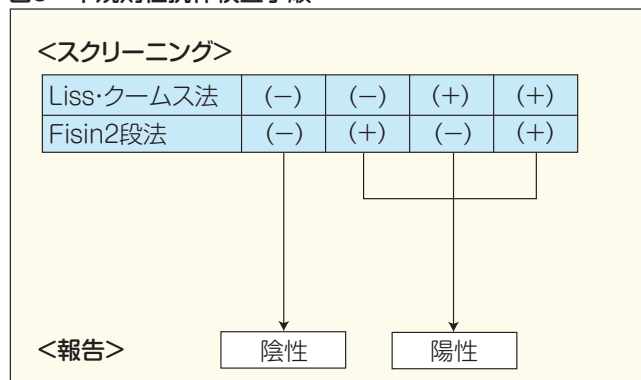 <スクリーニング>
Liss・クームス法 (−) (−) (+) (+)
Fisin2段法 (−) (+) (−) (+)
<報告> 陰性 陽性